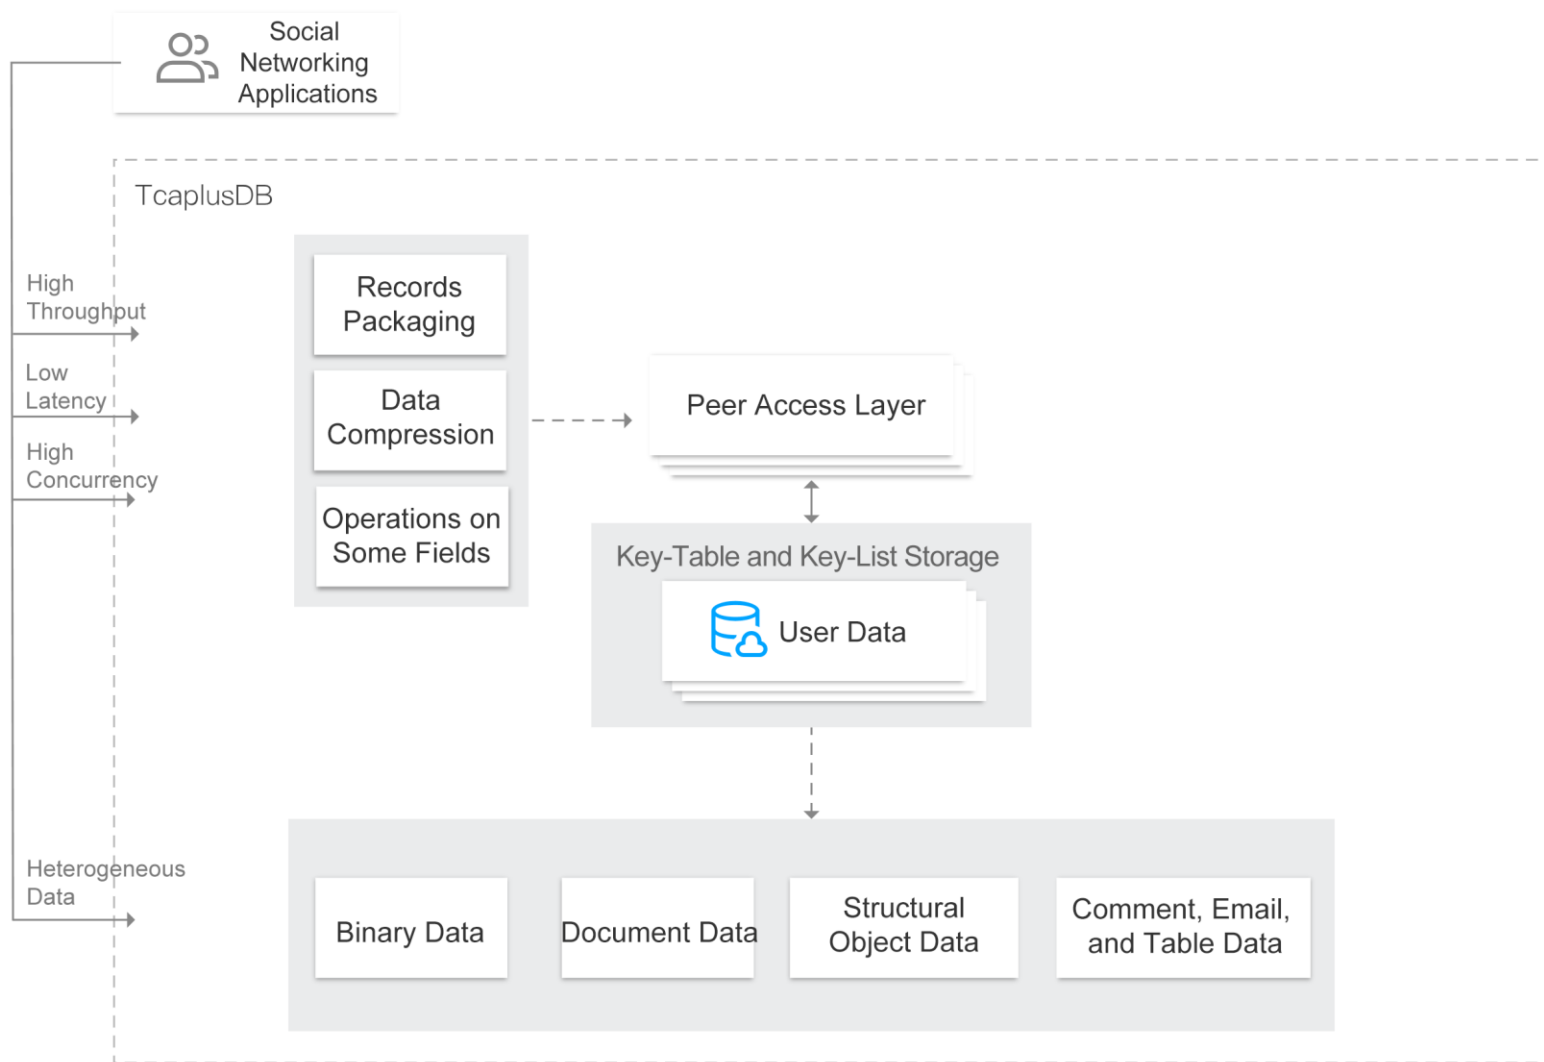 Social
Networking
Applications
TcaplusDB
High
Throughput
Low
Latency
High
Concurrency
Records
Packaging
Data
Compression
Operations on
Some Fields
Peer Access Layer
Key-Table and Key-List Storage
User Data
Heterogeneous
Data
Binary Data
Document Data
Structural
Object Data
Comment, Email,
and Table Data